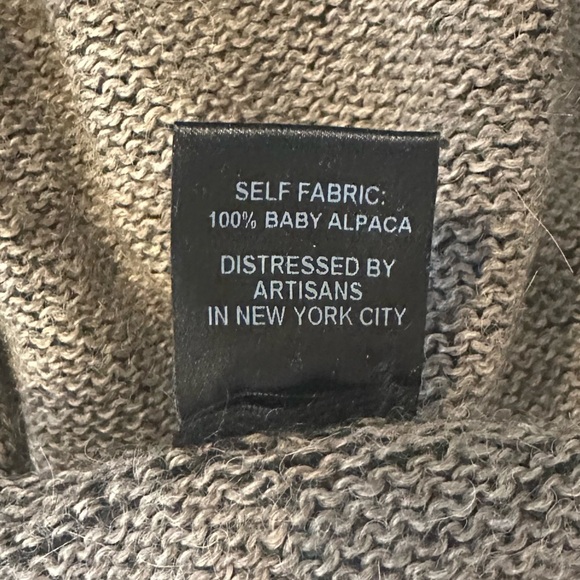 SELF FABRIC:
100% BABY ALPACA
DISTRESSED BY
ARTISANS
IN NEW YORK CITY